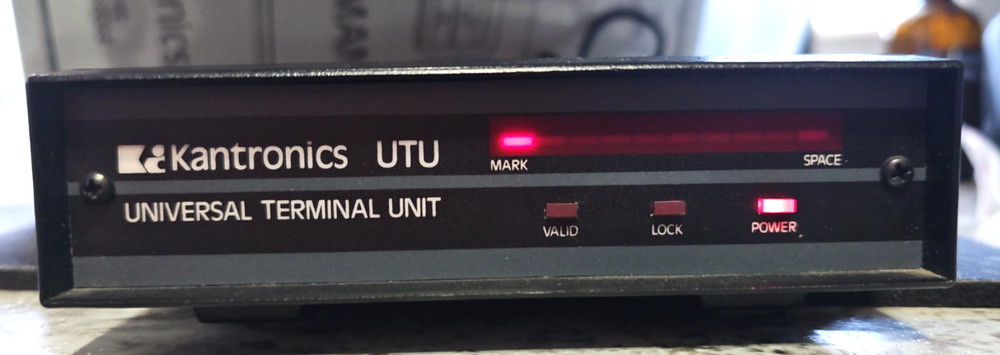 Kantronics UTU
MARK
SPACE
UNIVERSAL TERMINAL UNIT
VALID
LOCK
POWER